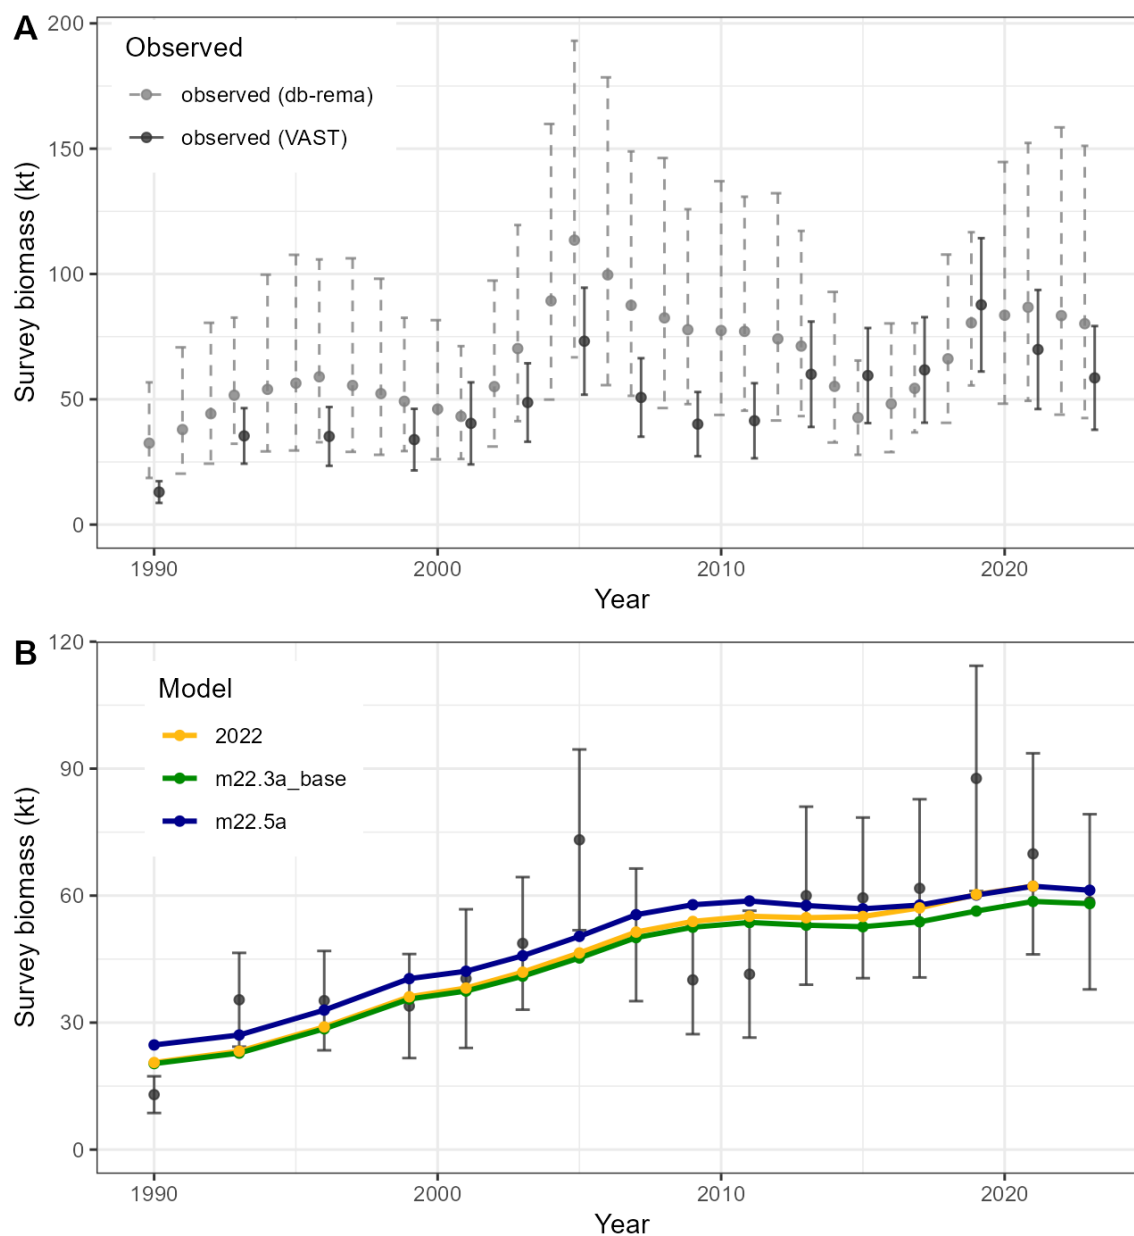 A
Observed
observed (db-rema)
observed (VAST)
Survey biomass (kt)
200
150
100
50
0
1990 2000 2010 2020
Year
B
Model
2022
m22.3a_base
m22.5a
Survey biomass (kt)
120
90
60
30
0
1990 2000 2010 2020
Year